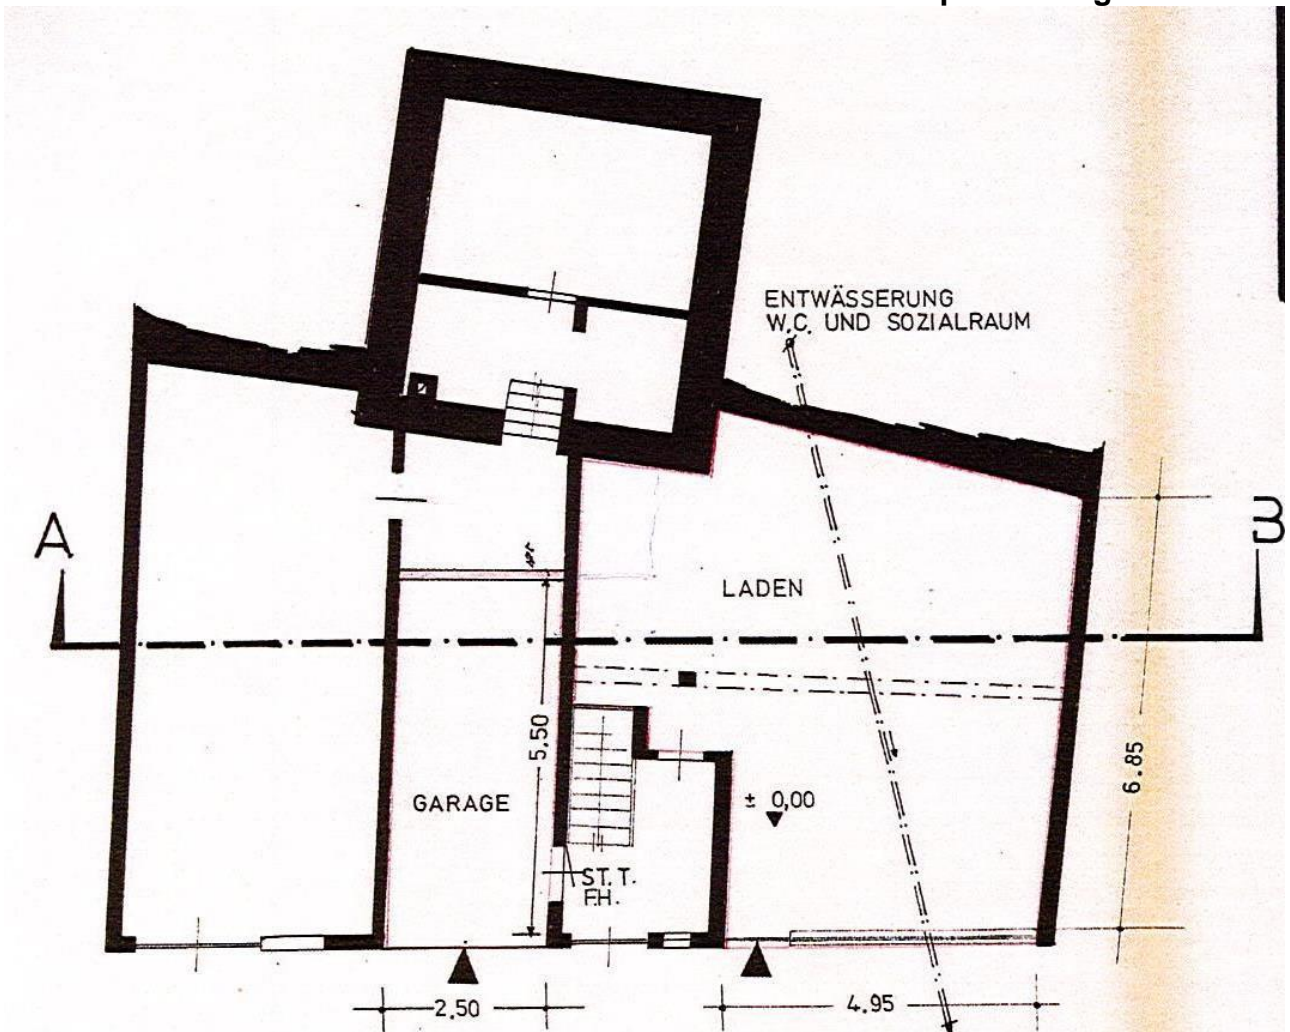 ENTWÄSSERUNG
W.C. UND SOZIALRAUM
A
B
LADEN
5,50
6.85
GARAGE
± 0,00
ST. T.
F.H.
2,50
4.95